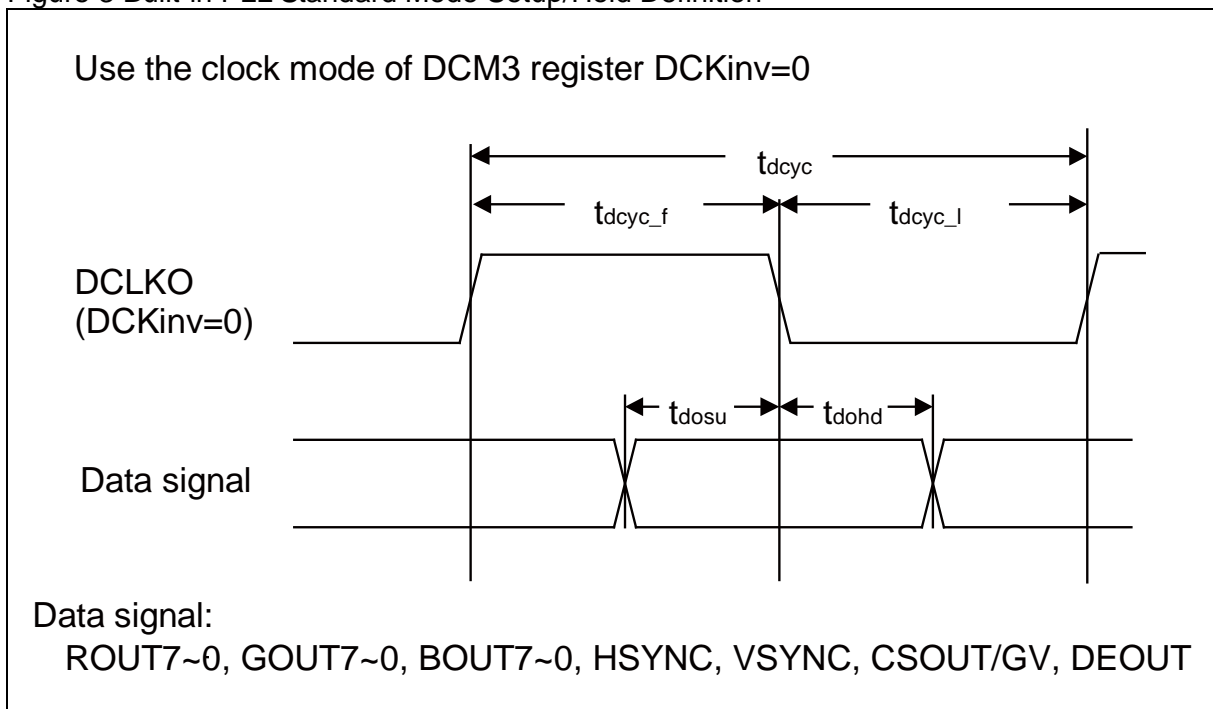 Use the clock mode of DCM3 register DCKinv=0
tdcyc
tdcyc_f
tdcyc_l
DCLKO
(DCKinv=0)
tdosu
tdohd
Data signal
Data signal:
ROUT7~0, GOUT7~0, BOUT7~0, HSYNC, VSYNC, CSOUT/GV, DEOUT